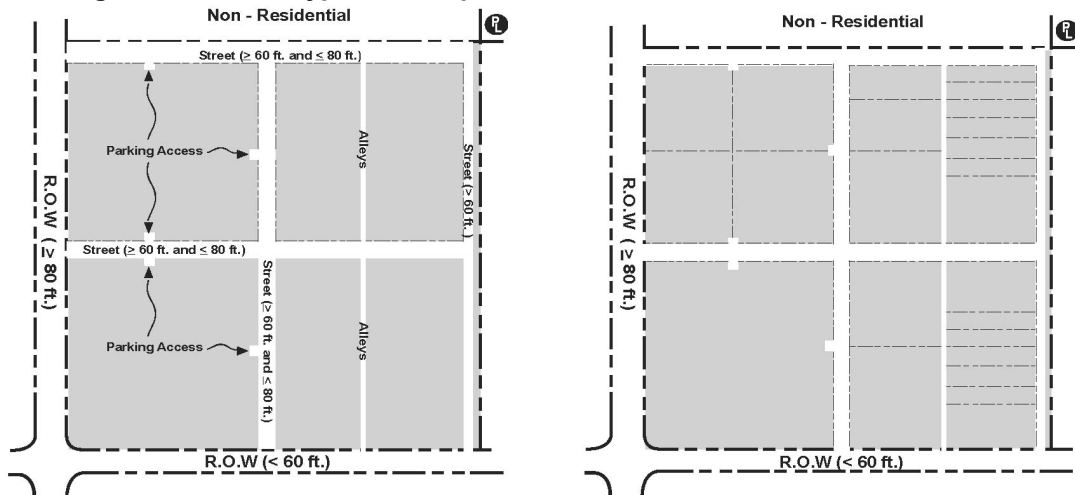 Non - Residential
PL
Street (≥ 60 ft. and ≤ 80 ft.)
Parking Access
Alleys
Street (> 60 ft.)
R.O.W (≥ 80 ft.)
Street (≥ 60 ft. and ≤ 80 ft.)
Street (≥ 60 ft. and ≤ 80 ft.)
Parking Access
Alleys
R.O.W (< 60 ft.)
Non - Residential
PL
R.O.W (≥ 80 ft.)
R.O.W (< 60 ft.)